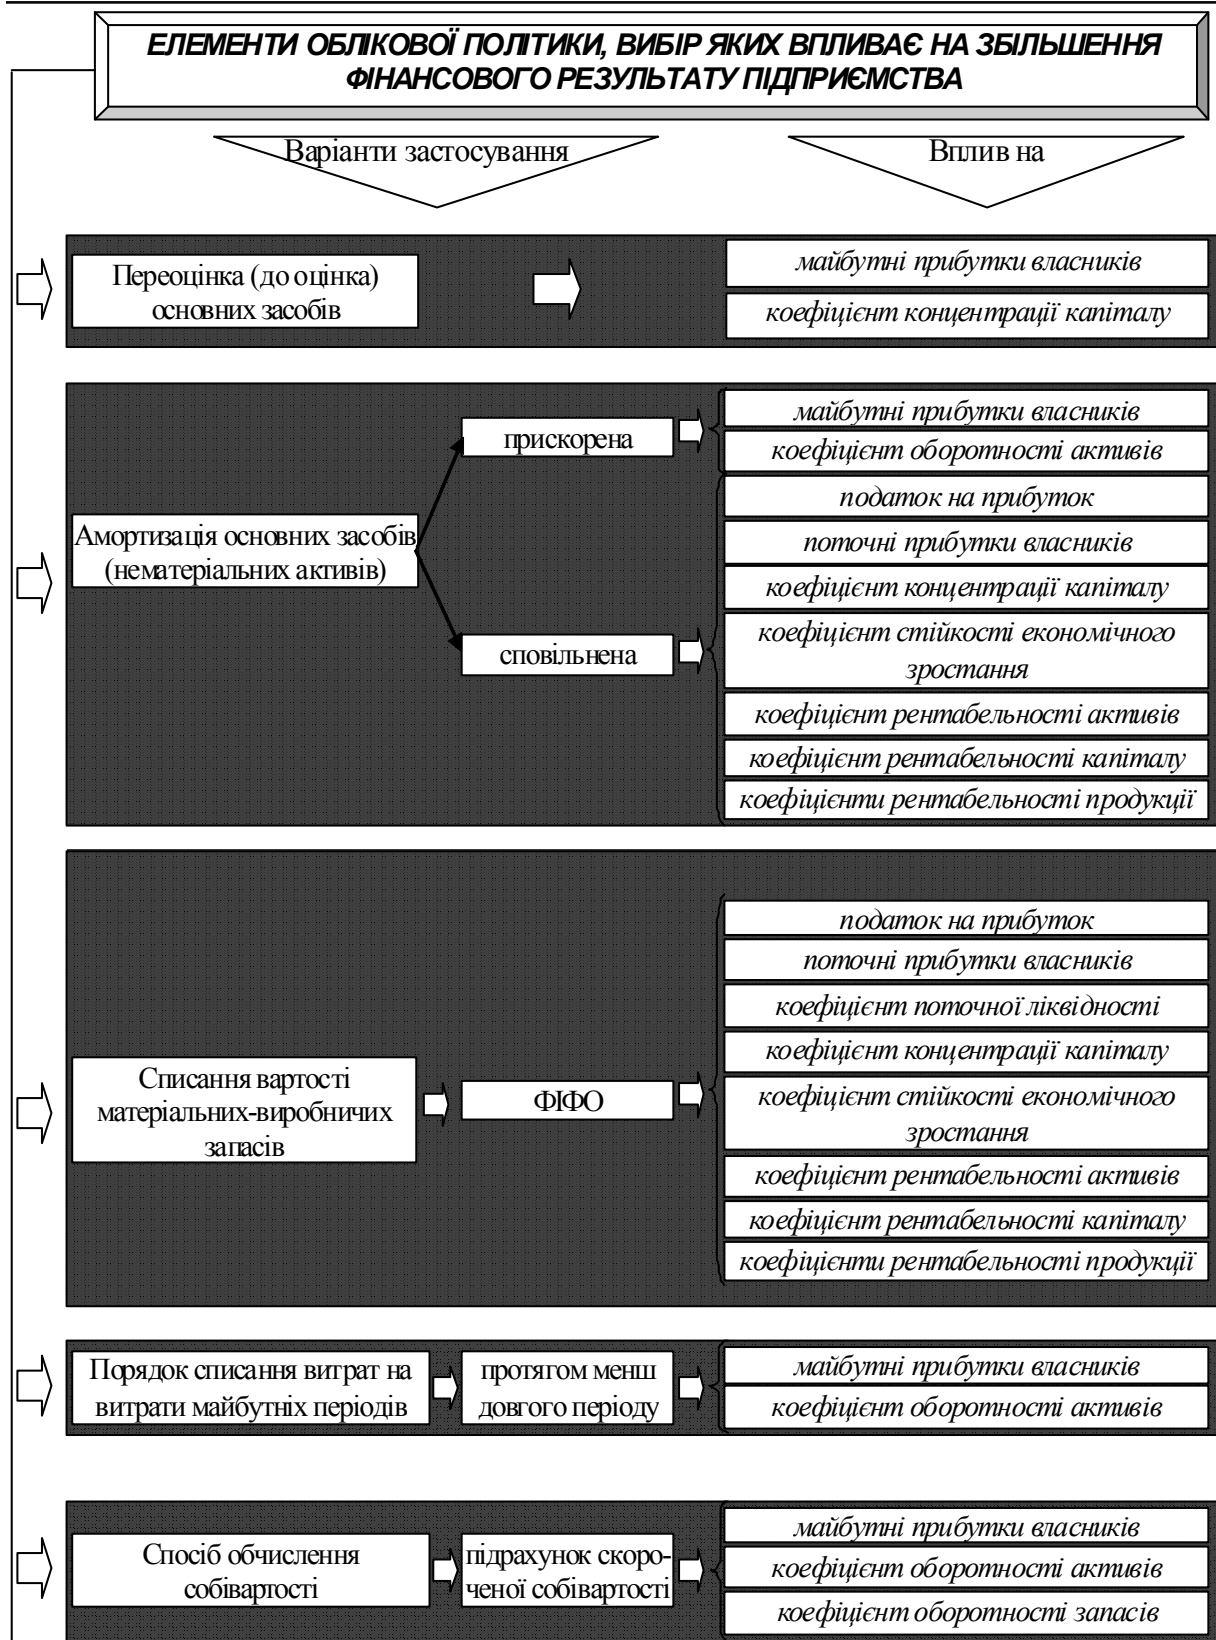 ЕЛЕМЕНТИ ОБЛІКОВОЇ ПОЛІТИКИ, ВИБІР ЯКИХ ВПЛИВАЄ НА ЗБІЛЬШЕННЯ
ФІНАНСОВОГО РЕЗУЛЬТАТУ ПІДПРИЄМСТВА
Варіанти застосування
Вплив на
Переоцінка (до оцінка)
основних засобів
майбутні прибутки власників
коефіцієнт концентрації капіталу
Амортизація основних засобів
(нематеріальних активів)
прискорена
майбутні прибутки власників
коефіцієнт оборотності активів
сповільнена
податок на прибуток
поточні прибутки власників
коефіцієнт концентрації капіталу
коефіцієнт стійкості економічного
зростання
коефіцієнт рентабельності активів
коефіцієнт рентабельності капіталу
коефіцієнти рентабельності продукції
Списання вартості
матеріальних-виробничих
запасів
ФІФО
податок на прибуток
поточні прибутки власників
коефіцієнт поточної ліквідності
коефіцієнт концентрації капіталу
коефіцієнт стійкості економічного
зростання
коефіцієнт рентабельності активів
коефіцієнт рентабельності капіталу
коефіцієнти рентабельності продукції
Порядок списання витрат на
витрати майбутніх періодів
протягом менш
довгого періоду
майбутні прибутки власників
коефіцієнт оборотності активів
Спосіб обчислення
собівартості
підрахунок скоро-
ченої собівартості
майбутні прибутки власників
коефіцієнт оборотності активів
коефіцієнт оборотності запасів